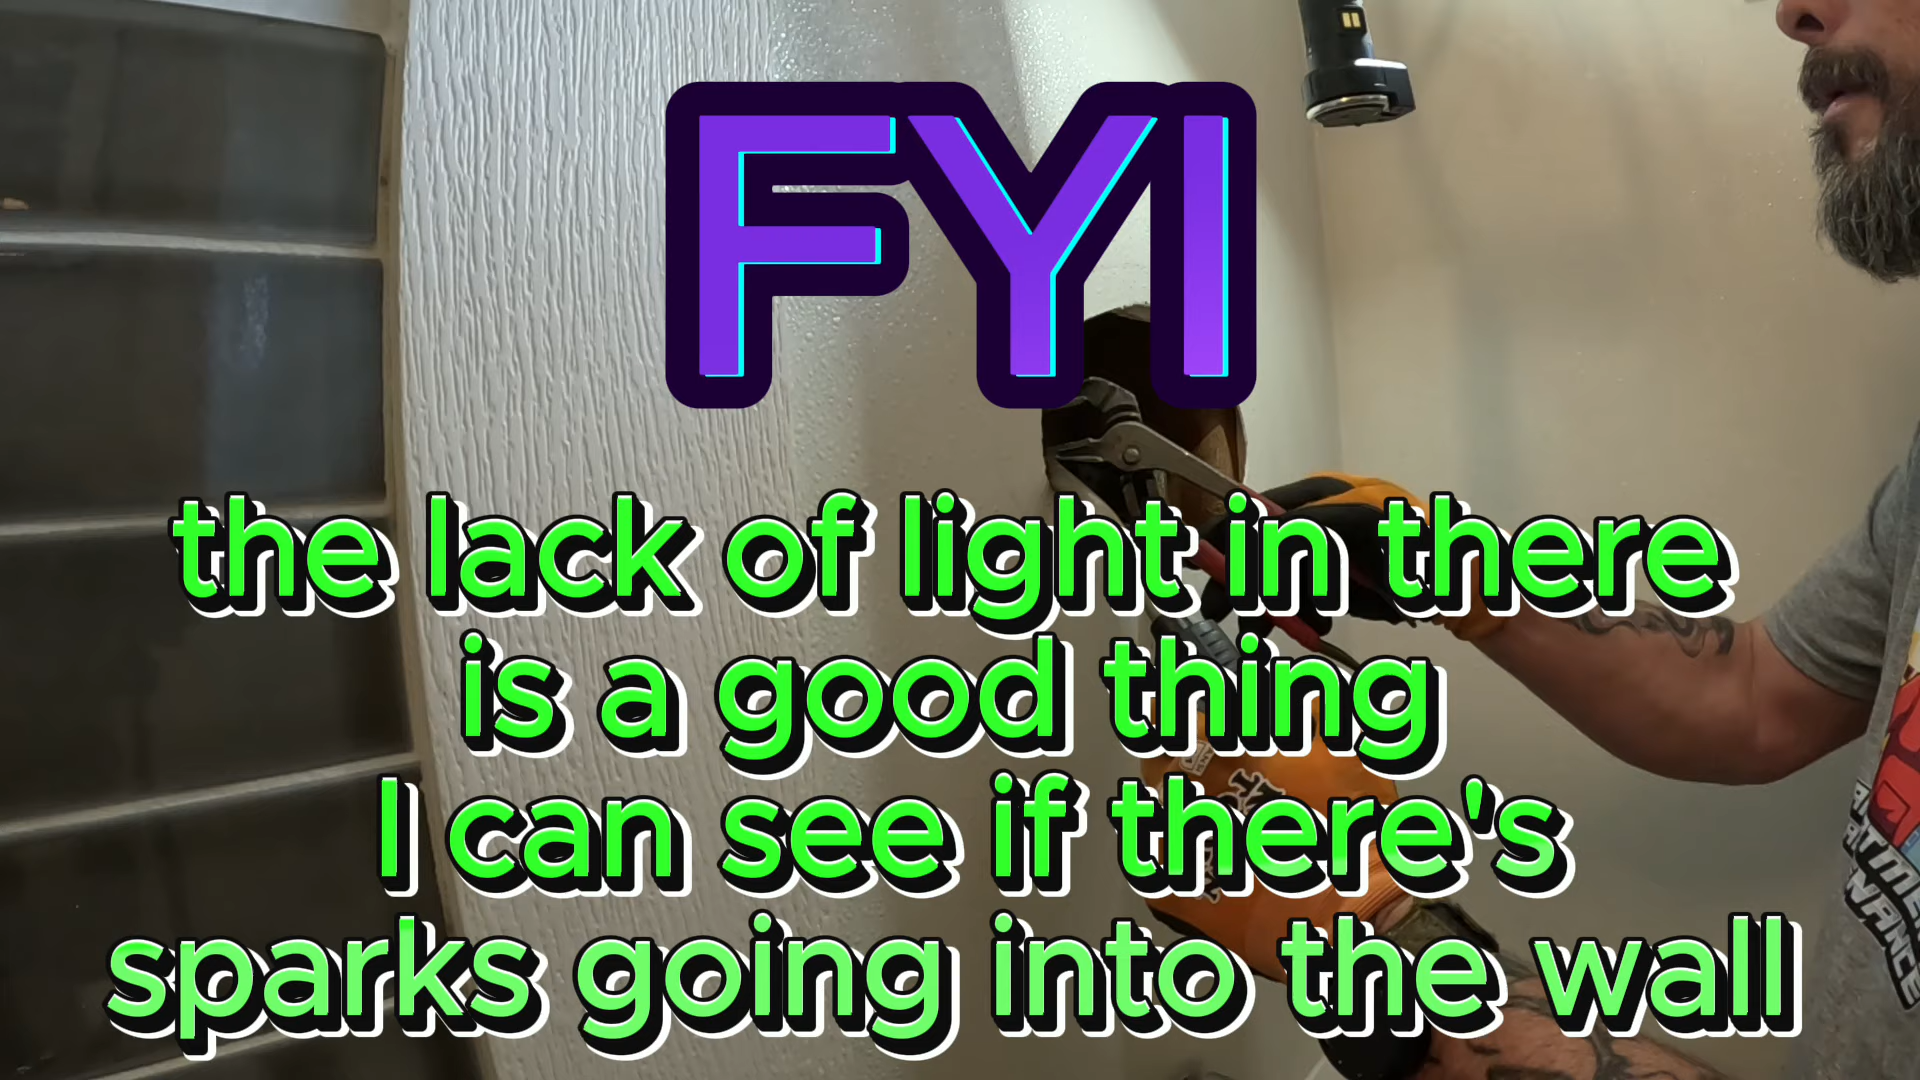 FYI
the lack of light in there
is a good thing
I can see if there's
sparks going into the wall